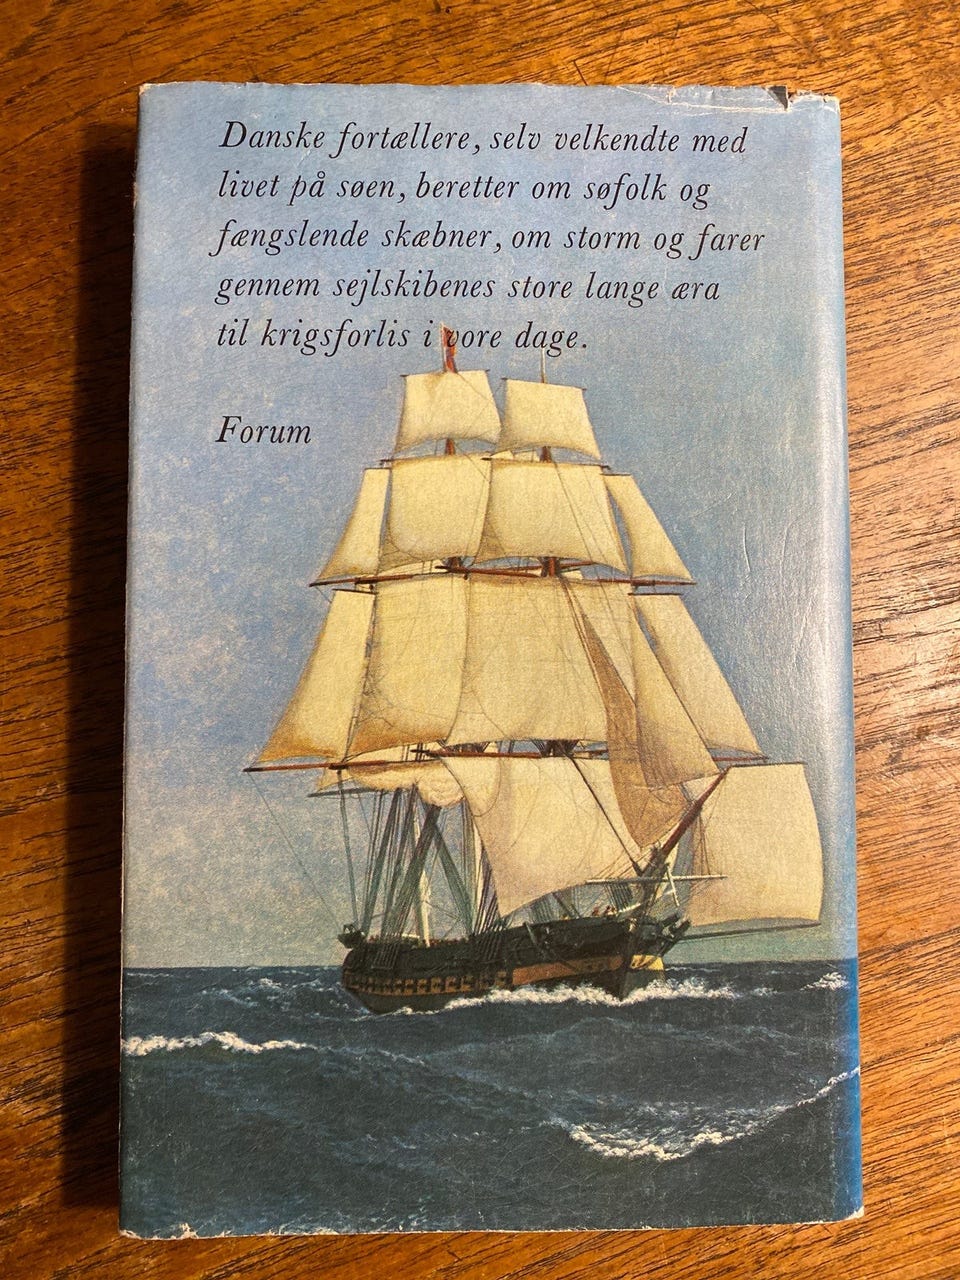 Danske fortællere, selv velkendte med
livet på søen, beretter om søfolk og
fængslende skæbner, om storm og farer
gennem sejlskibenes store lange æra
til krigsforlis i vore dage.
Forum